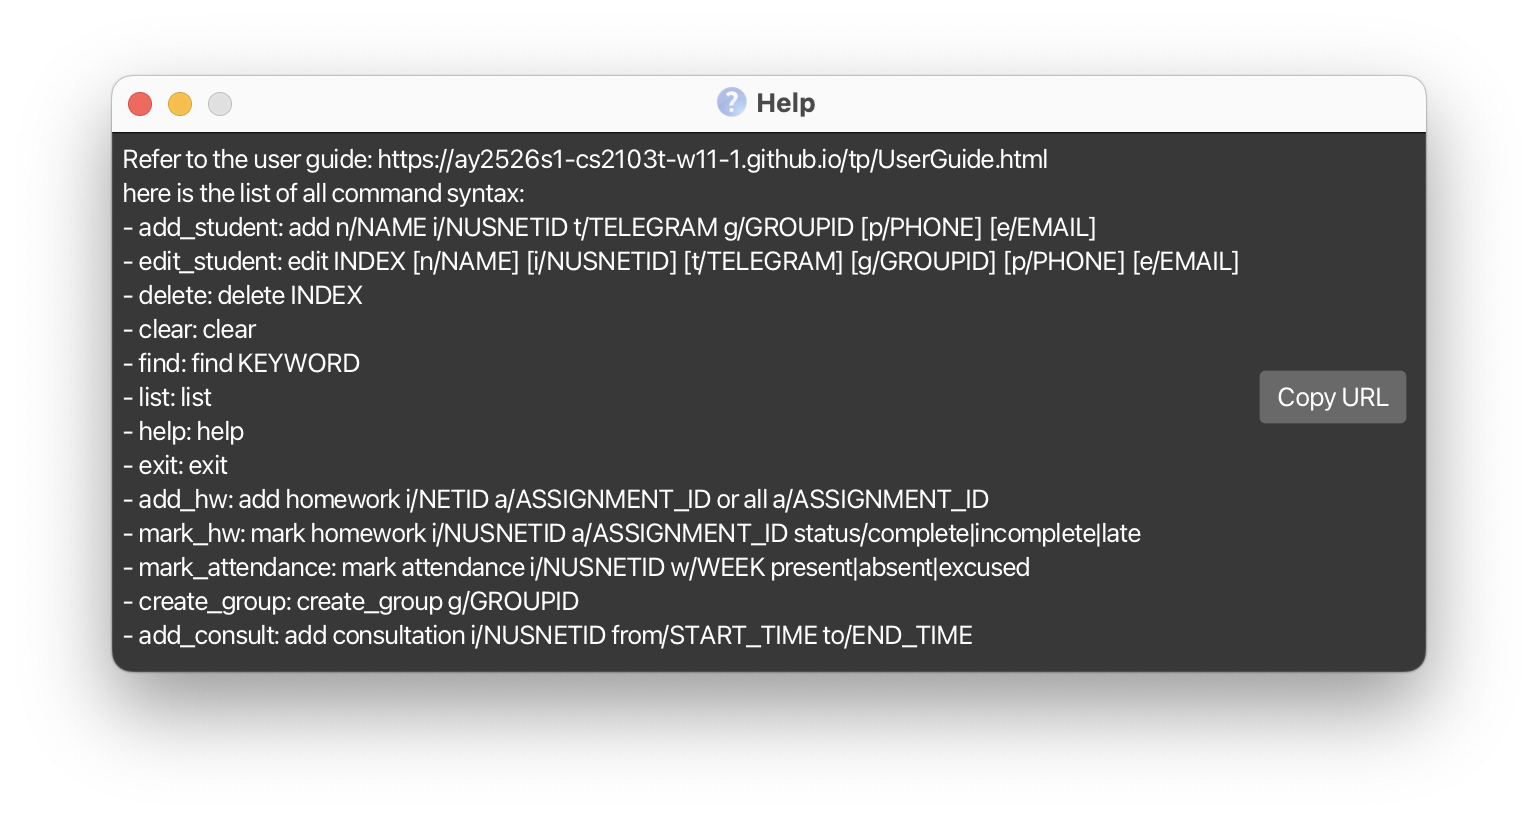 Help
Refer to the user guide: https://ay2526s1-cs2103t-w11-1.github.io/tp/UserGuide.html
here is the list of all command syntax:
- add_student: add n/NAME i/NUSNETID t/TELEGRAM g/GROUPID [p/PHONE] [e/EMAIL]
- edit_student: edit INDEX [n/NAME] [i/NUSNETID] [t/TELEGRAM] [g/GROUPID] [p/PHONE] [e/EMAIL]
- delete: delete INDEX
- clear: clear
- find: find KEYWORD
- list: list
- help: help
- exit: exit
- add_hw: add homework i/NETID a/ASSIGNMENT_ID or all a/ASSIGNMENT_ID
- mark_hw: mark homework i/NUSNETID a/ASSIGNMENT_ID status/complete|incomplete|late
- mark_attendance: mark attendance i/NUSNETID w/WEEK present|absent|excused
- create_group: create_group g/GROUPID
- add_consult: add consultation i/NUSNETID from/START_TIME to/END_TIME
Copy URL